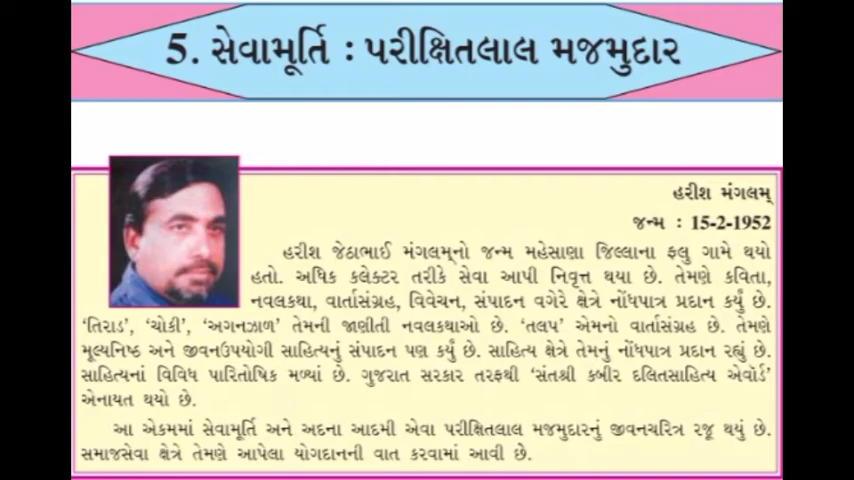 5. સેવામૂર્તિ : પરીક્ષિતલાલ મજમુદાર
હરીશ મંગલમ્
જન્મ : 15-2-1952
હરીશ જેઠાભાઈ મંગલમ્‌નો જન્મ મહેસાણા જિલ્લાના ફલુ ગામે થયો
હતો. અધિક કલેક્ટર તરીકે સેવા આપી નિવૃત્ત થયા છે. તેમણે કવિતા,
નવલકથા, વાર્તાસંગ્રહ, વિવેચન, સંપાદન વગેરે ક્ષેત્રે નોંધપાત્ર પ્રદાન કર્યું છે.
'તિરાડ', 'ચોકી', 'અગનઝાળ' તેમની જાણીતી નવલકથાઓ છે. 'તલપ' એમનો વાર્તાસંગ્રહ છે. તેમણે
મૂલ્યનિષ્ઠ અને જીવનઉપયોગી સાહિત્યનું સંપાદન પણ કર્યું છે. સાહિત્ય ક્ષેત્રે તેમનું નોંધપાત્ર પ્રદાન રહ્યું છે.
સાહિત્યનાં વિવિધ પારિતોષિક મળ્યાં છે. ગુજરાત સરકાર તરફથી 'સંતશ્રી કબીર દલિતસાહિત્ય એવૉર્ડ'
એનાયત થયો છે.
આ એકમમાં સેવામૂર્તિ અને અદના આદમી એવા પરીક્ષિતલાલ મજમુદારનું જીવનચરિત્ર રજૂ થયું છે.
સમાજસેવા ક્ષેત્રે તેમણે આપેલા યોગદાનની વાત કરવામાં આવી છે.